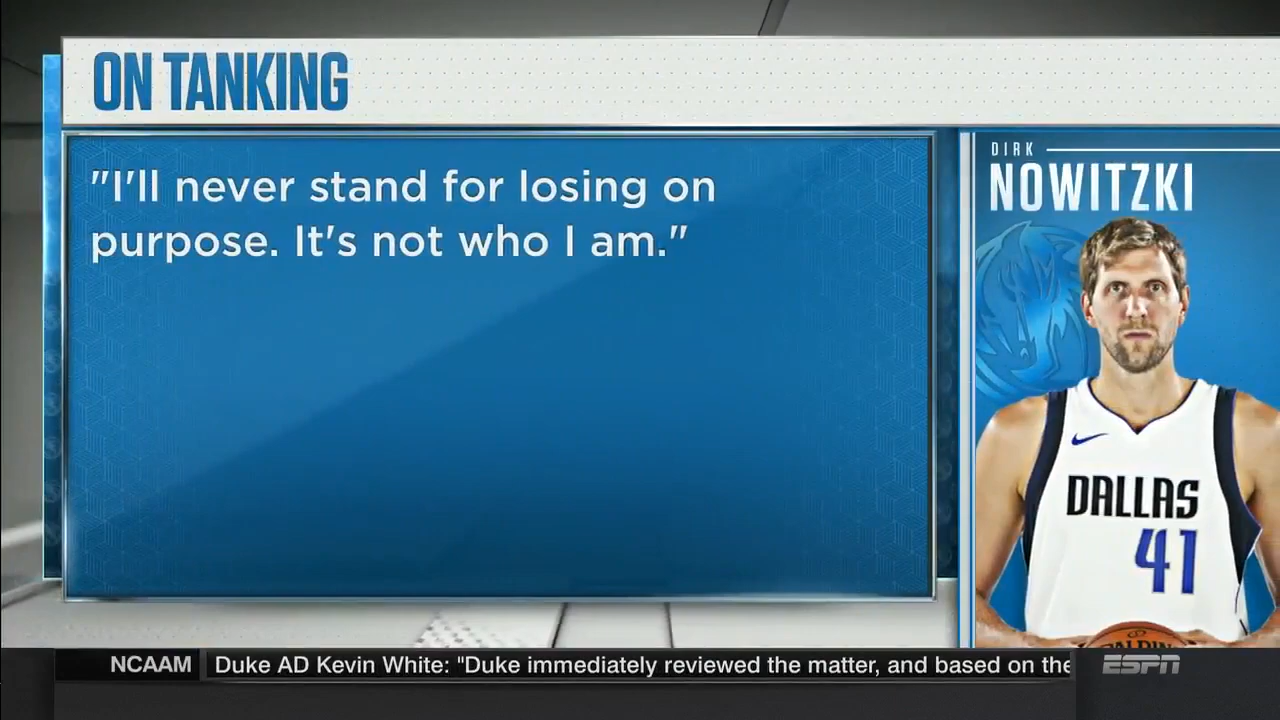 ON TANKING
"I'll never stand for losing on
purpose. It's not who I am."
DIRK
NOWITZKI
DALLAS
41
SPALDING
NCAAM
Duke AD Kevin White: "Duke immediately reviewed the matter, and based on the
ESPN